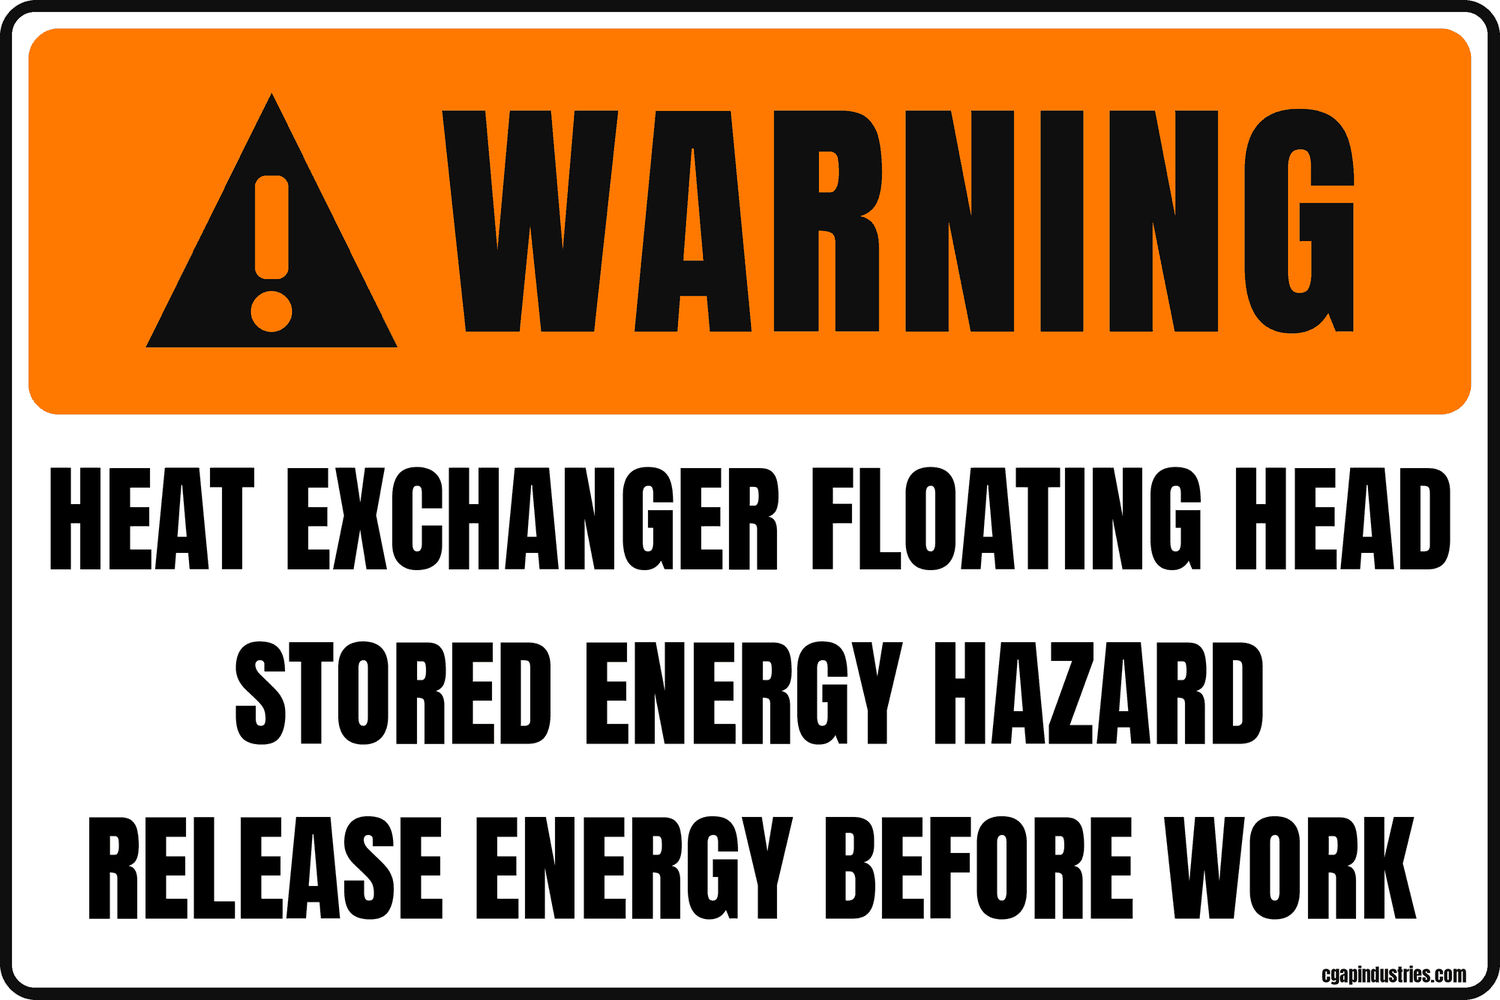 WARNING
HEAT EXCHANGER FLOATING HEAD
STORED ENERGY HAZARD
RELEASE ENERGY BEFORE WORK
cgapindustries.com